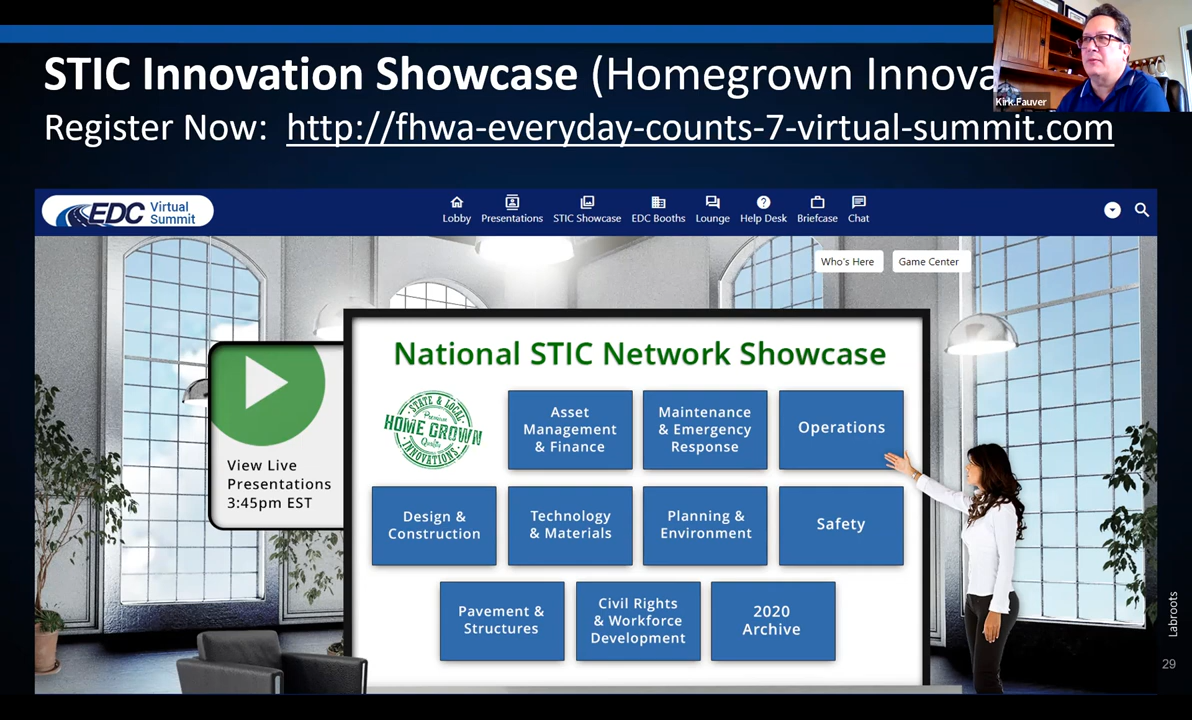 STIC Innovation Showcase (Homegrown Innova
Kirk.Fauver
Register Now: http://fhwa-everyday-counts-7-virtual-summit.com
EDC Virtual Summit
Lobby
Presentations
STIC Showcase
EDC Booths
Lounge
Help Desk
Briefcase
Chat
Who's Here
Game Center
National STIC Network Showcase
View Live
Presentations
3:45pm EST
STATE & LOCAL
Premium
HOME GROWN
Quality
INNOVATIONS
Asset
Management
& Finance
Maintenance
& Emergency
Response
Operations
Design &
Construction
Technology
& Materials
Planning &
Environment
Safety
Pavement &
Structures
Civil Rights
& Workforce
Development
2020
Archive
Labroots
29